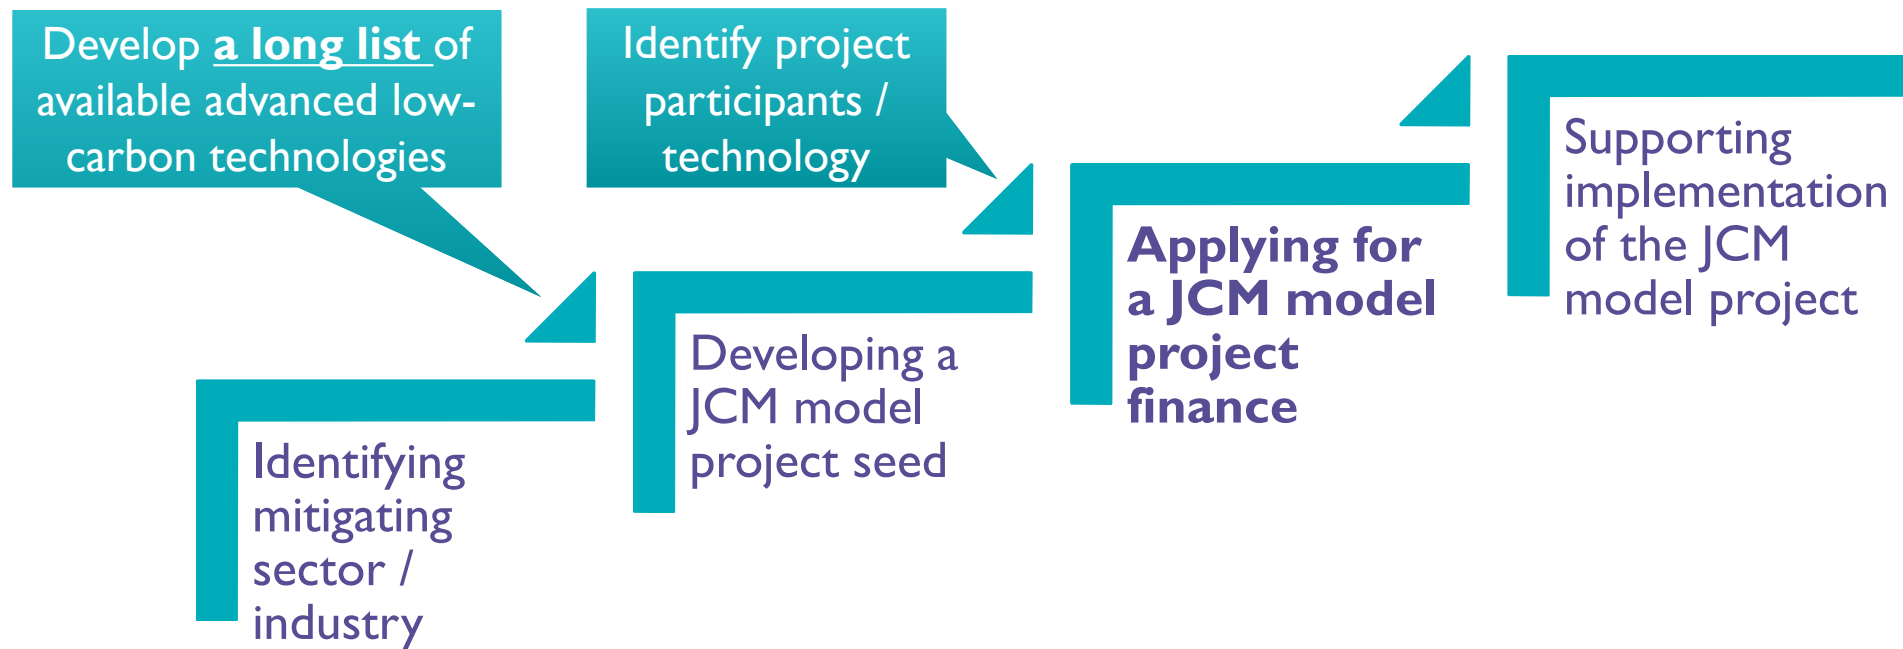 Develop a long list of
available advanced low-
carbon technologies
Identify project
participants /
technology
Identifying
mitigating
sector /
industry
Developing a
JCM model
project seed
Applying for
a JCM model
project
finance
Supporting
implementation
of the JCM
model project